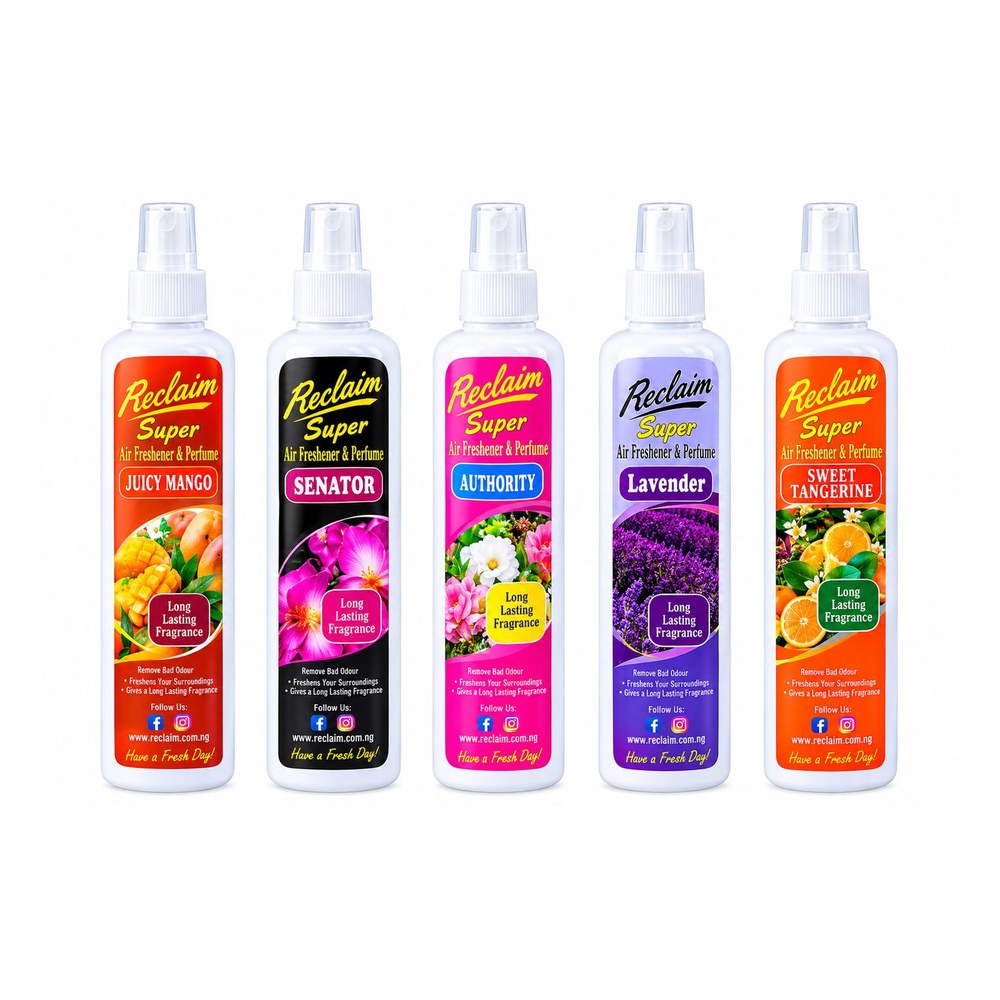 Reclaim
Super
Air Freshener & Perfume
JUICY MANGO
Long
Lasting
Fragrance
Remove Bad Odour
• Freshens Your Surroundings
• Gives a Long Lasting Fragrance
Follow Us:
www.reclaim.com.ng
Have a Fresh Day!
Reclaim
Super
Air Freshener & Perfume
SENATOR
Long
Lasting
Fragrance
Remove Bad Odour
• Freshens Your Surroundings
• Gives a Long Lasting Fragrance
Follow Us:
www.reclaim.com.ng
Have a Fresh Day!
Reclaim
Super
Air Freshener & Perfume
AUTHORITY
Long
Lasting
Fragrance
Remove Bad Odour
• Freshens Your Surroundings
• Gives a Long Lasting Fragrance
Follow Us:
www.reclaim.com.ng
Have a Fresh Day!
Reclaim
Super
Air Freshener & Perfume
Lavender
Long
Lasting
Fragrance
Remove Bad Odour
• Freshens Your Surroundings
• Gives a Long Lasting Fragrance
Follow Us:
www.reclaim.com.ng
Have a Fresh Day!
Reclaim
Super
Air Freshener & Perfume
SWEET
TANGERINE
Long
Lasting
Fragrance
Remove Bad Odour
• Freshens Your Surroundings
• Gives a Long Lasting Fragrance
Follow Us:
www.reclaim.com.ng
Have a Fresh Day!